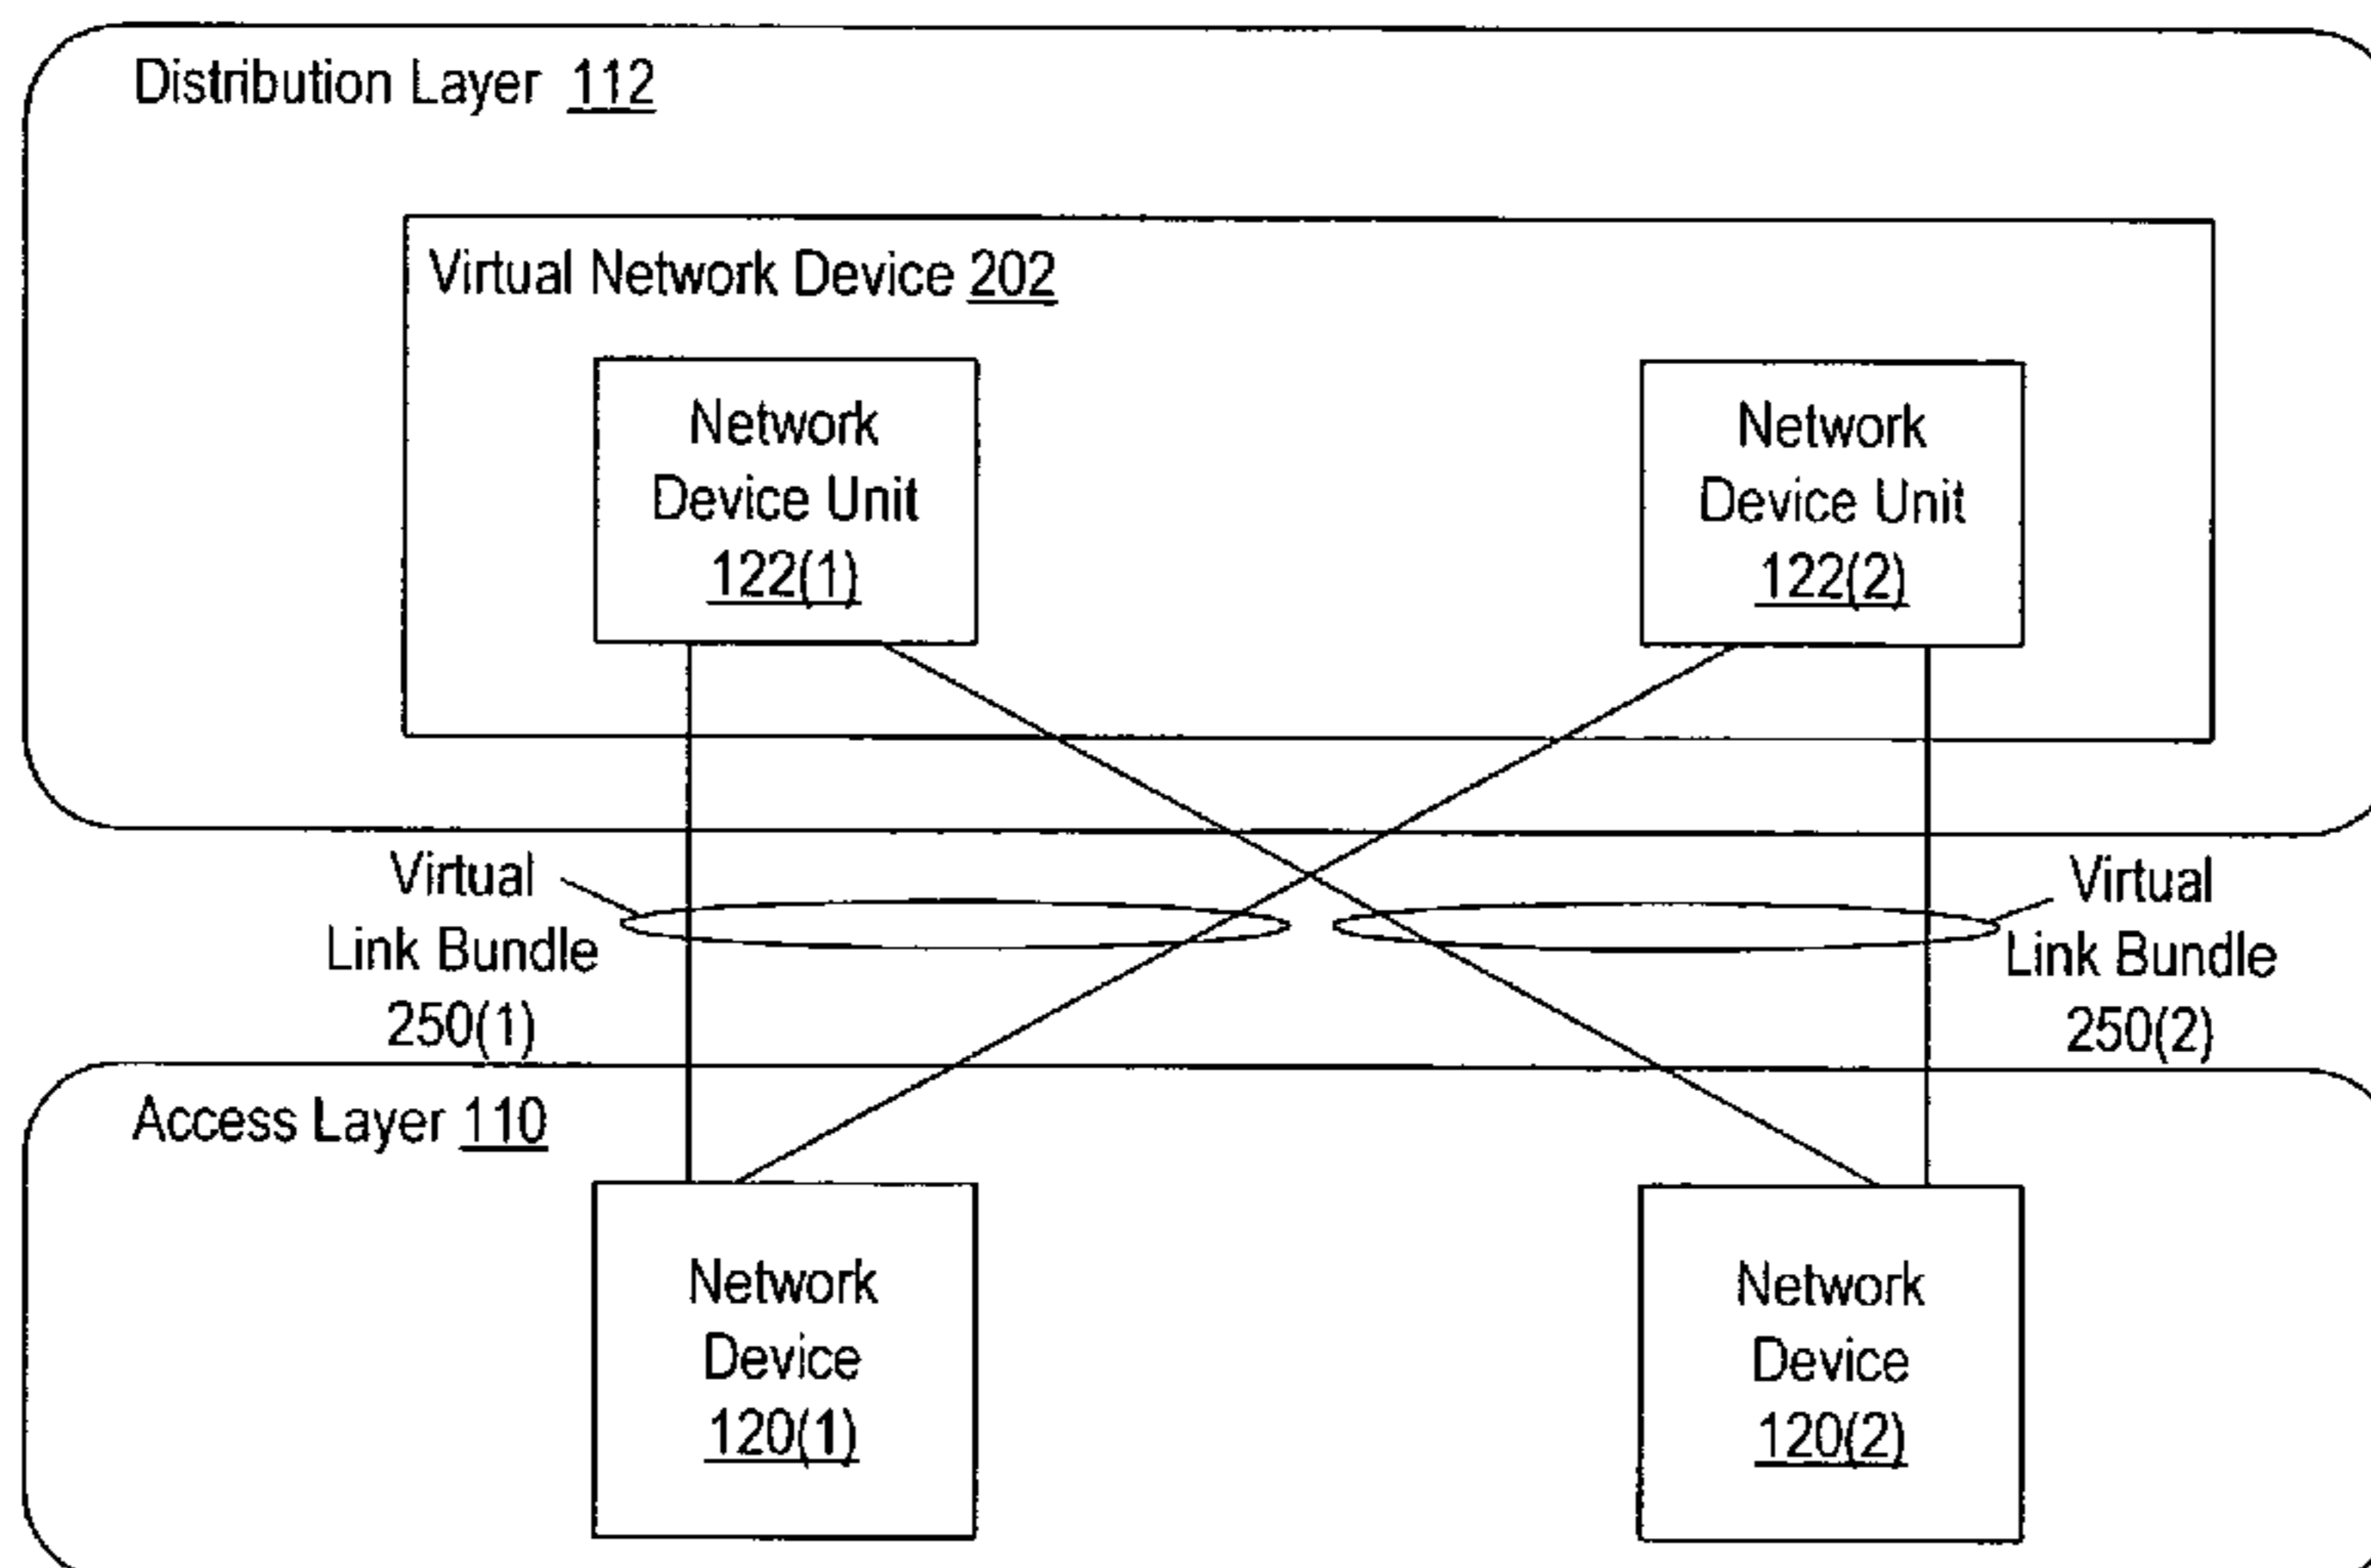 Distribution Layer 112
Virtual Network Device 202
Network
Device Unit
122(1)
Network
Device Unit
122(2)
Virtual
Link Bundle
250(1)
Virtual
Link Bundle
250(2)
Access Layer 110
Network
Device
120(1)
Network
Device
120(2)